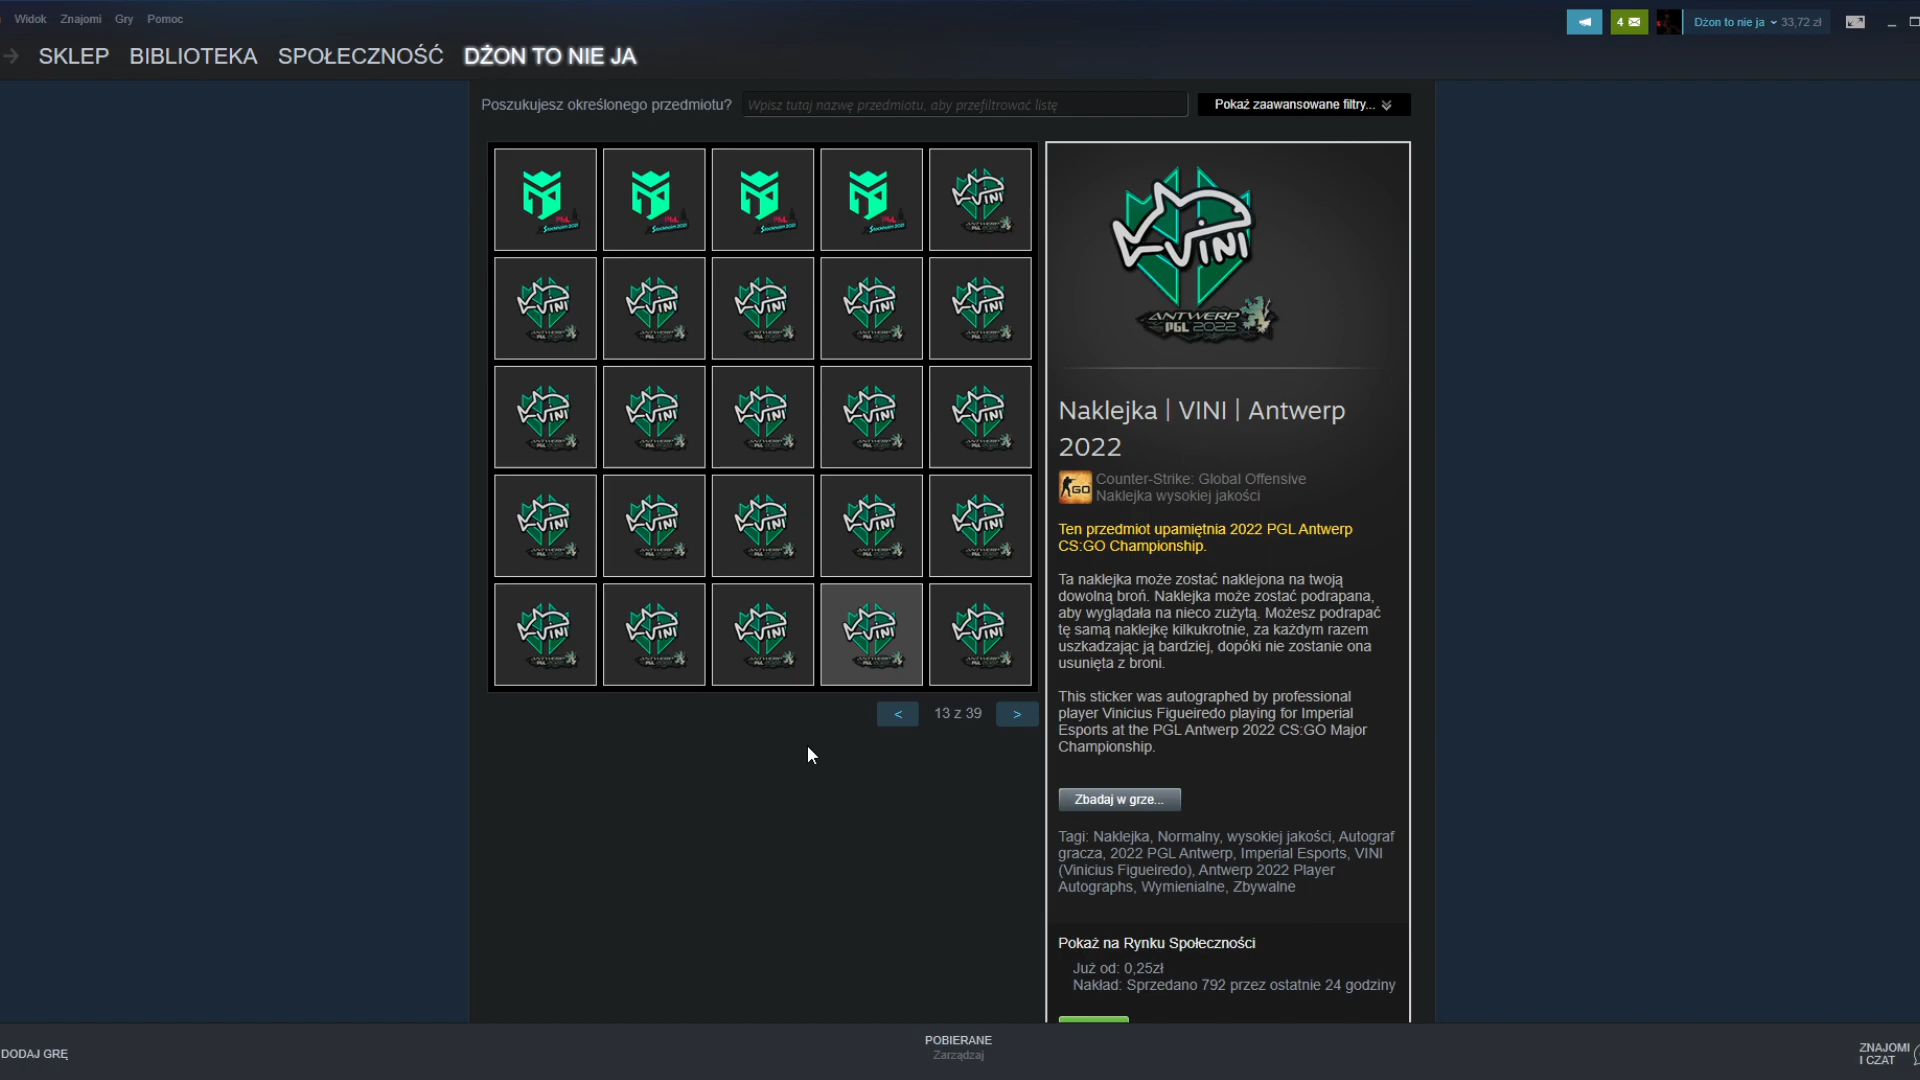 Widok Znajomi Gry Pomoc
4
Dżon to nie ja 33,72 zł
SKLEP BIBLIOTEKA SPOŁECZNOŚĆ DŻON TO NIE JA
Poszukujesz określonego przedmiotu?
Wpisz tutaj nazwę przedmiotu, aby przefiltrować listę
Pokaż zaawansowane filtry...
VINI
ANTWERP
PGL 2022
Naklejka | VINI | Antwerp
2022
GO
Counter-Strike: Global Offensive
Naklejka wysokiej jakości
Ten przedmiot upamiętnia 2022 PGL Antwerp
CS:GO Championship.
Ta naklejka może zostać naklejona na twoją
dowolną broń. Naklejka może zostać podrapana,
aby wyglądała na nieco zużytą. Możesz podrapać
tę samą naklejkę kilkukrotnie, za każdym razem
uszkadzając ją bardziej, dopóki nie zostanie ona
usunięta z broni.
This sticker was autographed by professional
player Vinicius Figueiredo playing for Imperial
Esports at the PGL Antwerp 2022 CS:GO Major
Championship.
Zbadaj w grze...
Tagi: Naklejka, Normalny, wysokiej jakości, Autograf
gracza, 2022 PGL Antwerp, Imperial Esports, VINI
(Vinicius Figueiredo), Antwerp 2022 Player
Autographs, Wymienialne, Zbywalne
Pokaż na Rynku Społeczności
Już od: 0,25zł
Nakład: Sprzedano 792 przez ostatnie 24 godziny
< 13 z 39 >
DODAJ GRĘ
POBIERANE
Zarządzaj
ZNAJOMI
I CZAT